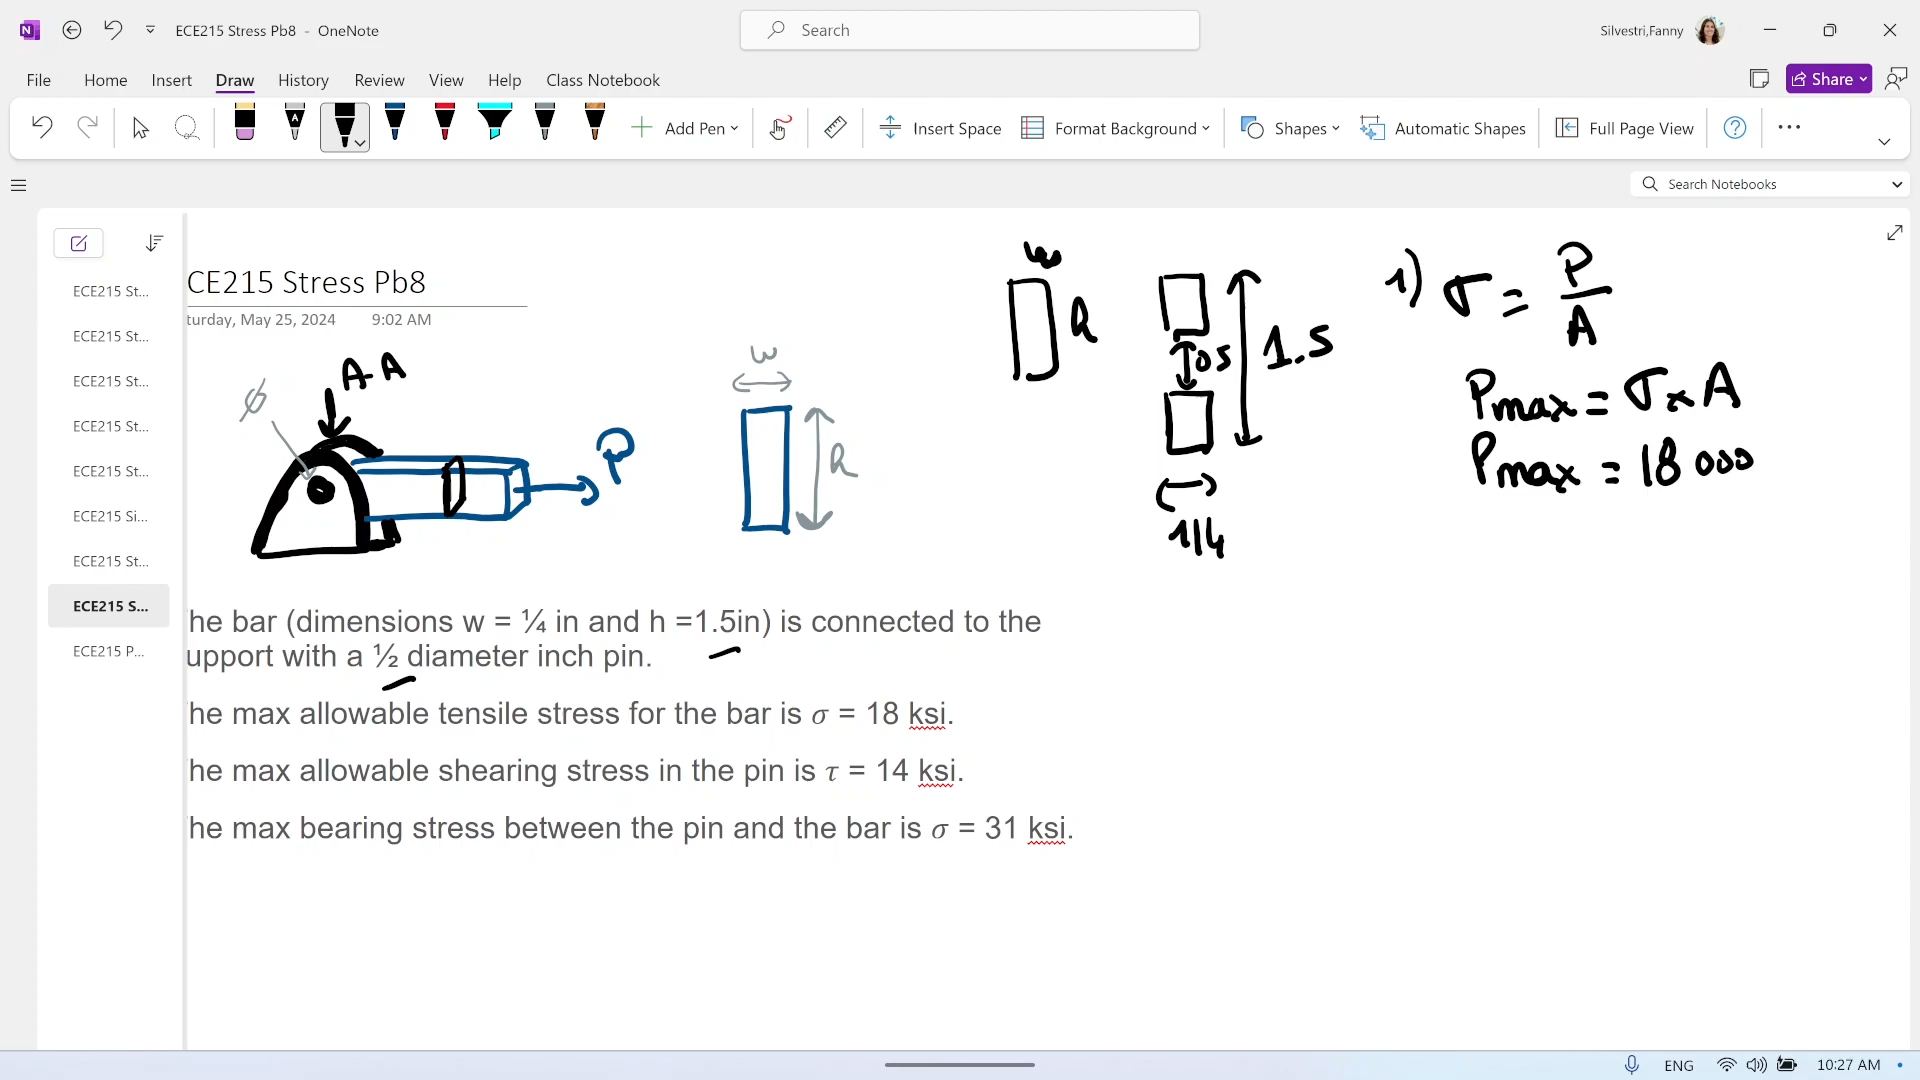 ECE215 Stress Pb8 - OneNote
Search
Silvestri,Fanny
File Home Insert Draw History Review View Help Class Notebook
Share
Add Pen
Insert Space
Format Background
Shapes
Automatic Shapes
Full Page View
Search Notebooks
ECE215 St...
ECE215 St...
ECE215 St...
ECE215 St...
ECE215 St...
ECE215 Si...
ECE215 St...
ECE215 S...
ECE215 P...
CE215 Stress Pb8
turday, May 25, 2024 9:02 AM
A-A
ø
P
w
h
w
h
0.5
1.5
1/4
1) σ = P/A
Pmax = σ × A
Pmax = 18 000
he bar (dimensions w = ¼ in and h =1.5in) is connected to the
upport with a ½ diameter inch pin.
he max allowable tensile stress for the bar is σ = 18 ksi.
he max allowable shearing stress in the pin is τ = 14 ksi.
he max bearing stress between the pin and the bar is σ = 31 ksi.
ENG
10:27 AM